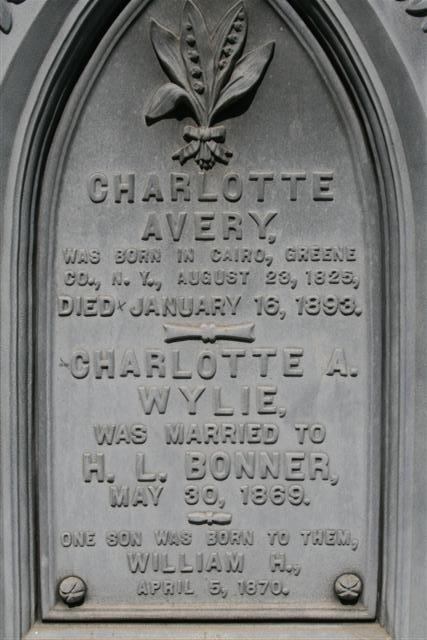 CHARLOTTE
AVERY,
WAS BORN IN CAIRO, GREENE
CO., N. Y., AUGUST 23, 1825,
DIED JANUARY 16, 1893.
CHARLOTTE A.
WYLIE,
WAS MARRIED TO
H. L. BONNER,
MAY 30, 1869.
ONE SON WAS BORN TO THEM,
WILLIAM H.,
APRIL 5, 1870.